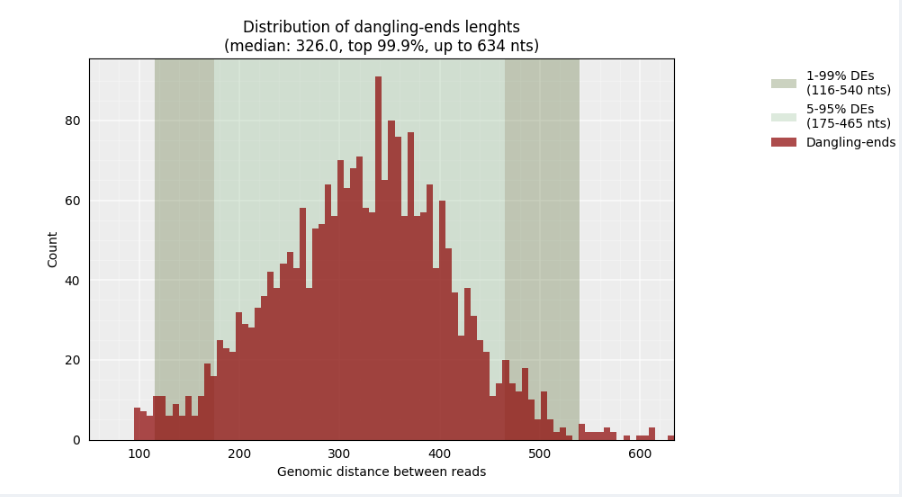 Distribution of dangling-ends lenghts
(median: 326.0, top 99.9%, up to 634 nts)
1-99% DEs
(116-540 nts)
5-95% DEs
(175-465 nts)
Dangling-ends
Count
80
60
40
20
0
100 200 300 400 500 600
Genomic distance between reads